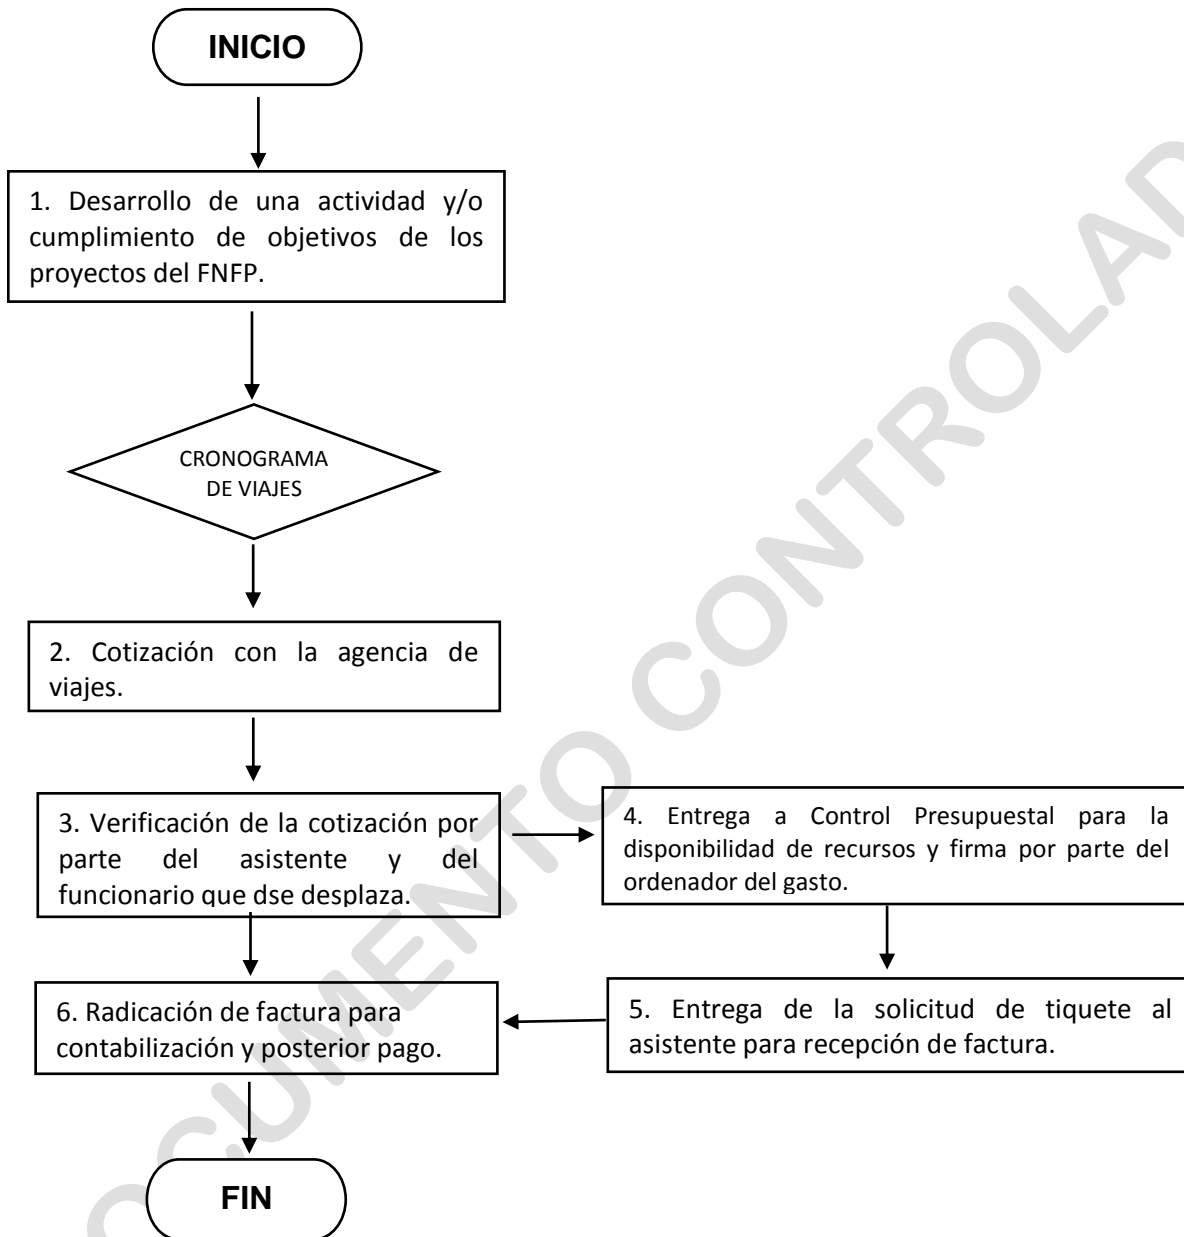 INICIO
1. Desarrollo de una actividad y/o
cumplimiento de objetivos de los
proyectos del FNFP.
CRONOGRAMA
DE VIAJES
2. Cotización con la agencia de
viajes.
3. Verificación de la cotización por
parte del asistente y del
funcionario que dse desplaza.
4. Entrega a Control Presupuestal para la
disponibilidad de recursos y firma por parte del
ordenador del gasto.
5. Entrega de la solicitud de tiquete al
asistente para recepción de factura.
6. Radicación de factura para
contabilización y posterior pago.
FIN
OCUMENTO CONTROLAD